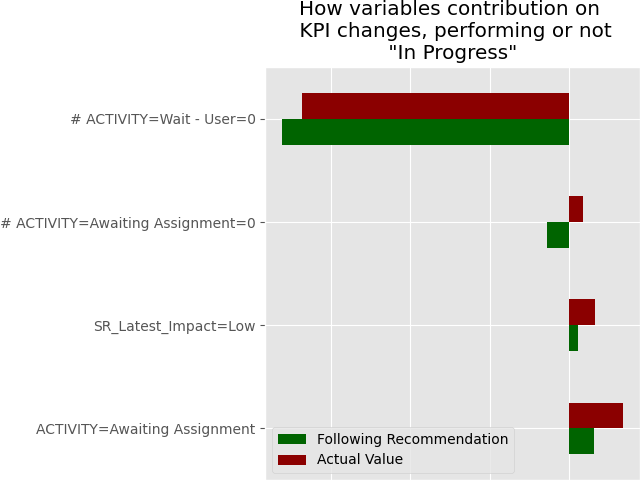 How variables contribution on
KPI changes, performing or not
"In Progress"
# ACTIVITY=Wait - User=0
# ACTIVITY=Awaiting Assignment=0
SR_Latest_Impact=Low
ACTIVITY=Awaiting Assignment
Following Recommendation
Actual Value